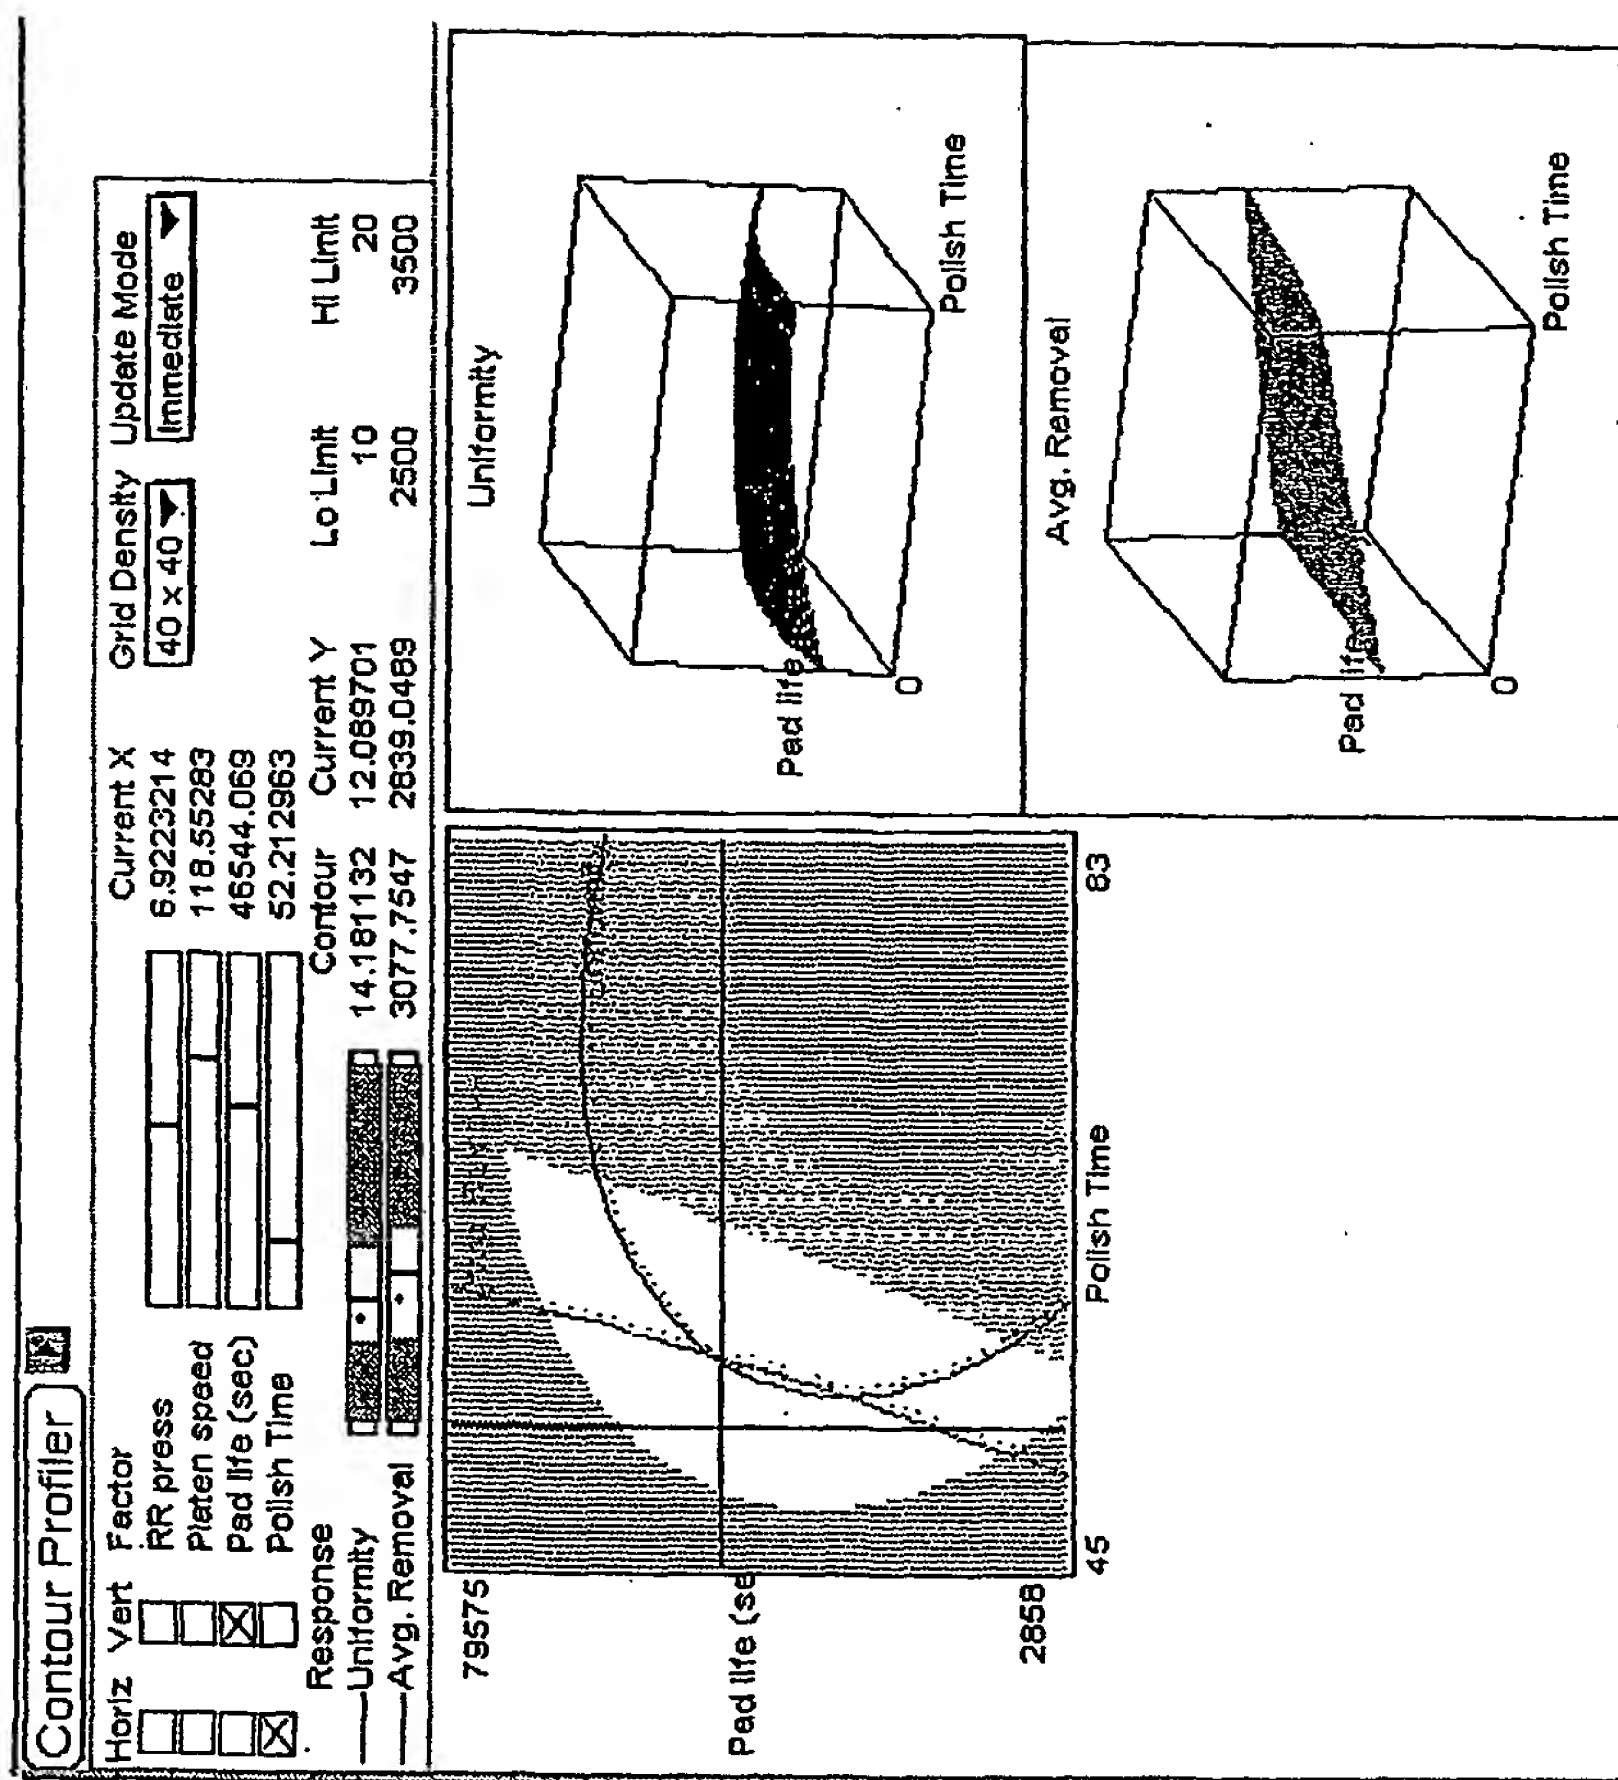 Contour Profiler
Horiz Vert Factor Current X Grid Density Update Mode
RR press 6.9223214 40 x 40 Immediate
Platen speed 118.55283
Pad life (sec) 46544.069
Polish Time 52.212963
Response Contour Current Y Lo Limit Hi Limit
Uniformity 14.181132 12.089701 10 20
Avg. Removal 3077.7547 2839.0489 2500 3500
79575
Pad life (se
2858
45 Polish Time 83
Uniformity
Pad life
0
Polish Time
Avg. Removal
Pad life
0
Polish Time